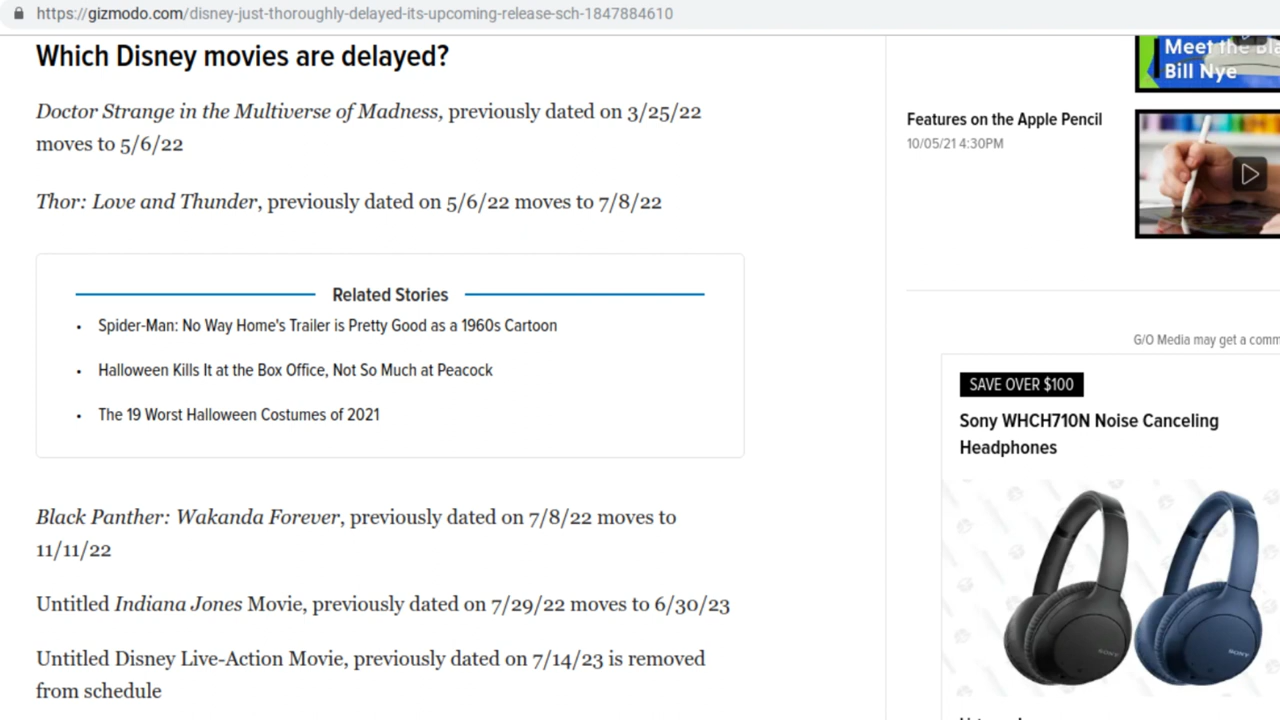 https://gizmodo.com/disney-just-thoroughly-delayed-its-upcoming-release-sch-1847884610
Which Disney movies are delayed?
Doctor Strange in the Multiverse of Madness, previously dated on 3/25/22
moves to 5/6/22
Thor: Love and Thunder, previously dated on 5/6/22 moves to 7/8/22
Related Stories
• Spider-Man: No Way Home's Trailer is Pretty Good as a 1960s Cartoon
• Halloween Kills It at the Box Office, Not So Much at Peacock
• The 19 Worst Halloween Costumes of 2021
Black Panther: Wakanda Forever, previously dated on 7/8/22 moves to
11/11/22
Untitled Indiana Jones Movie, previously dated on 7/29/22 moves to 6/30/23
Untitled Disney Live-Action Movie, previously dated on 7/14/23 is removed
from schedule
Meet the
Bill Nye
Features on the Apple Pencil
10/05/21 4:30PM
G/O Media may get a
SAVE OVER $100
Sony WHCH710N Noise Canceling
Headphones
SONY
SONY